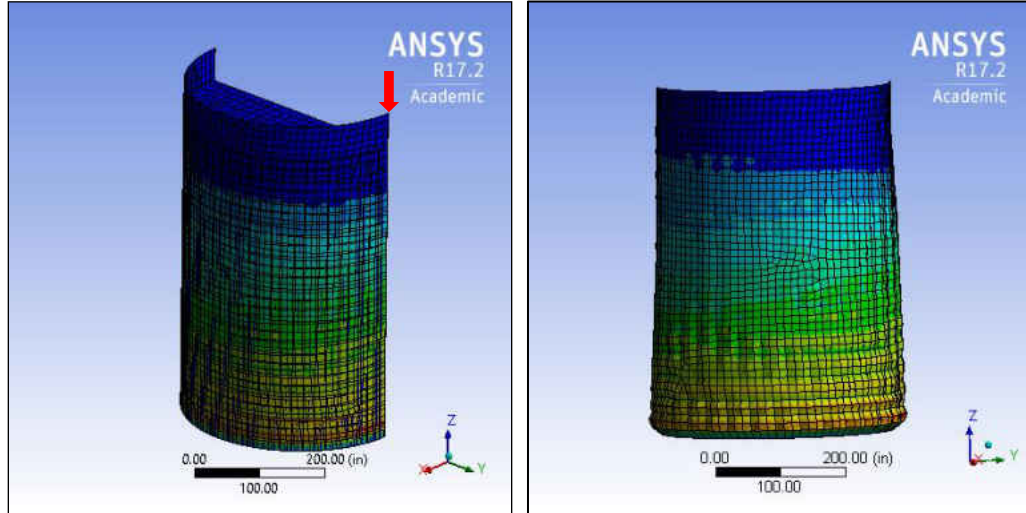 ANSYS
R17.2
Academic
Z
X
Y
0.00
200.00 (in)
100.00
ANSYS
R17.2
Academic
Z
X
Y
0.00
200.00 (in)
100.00